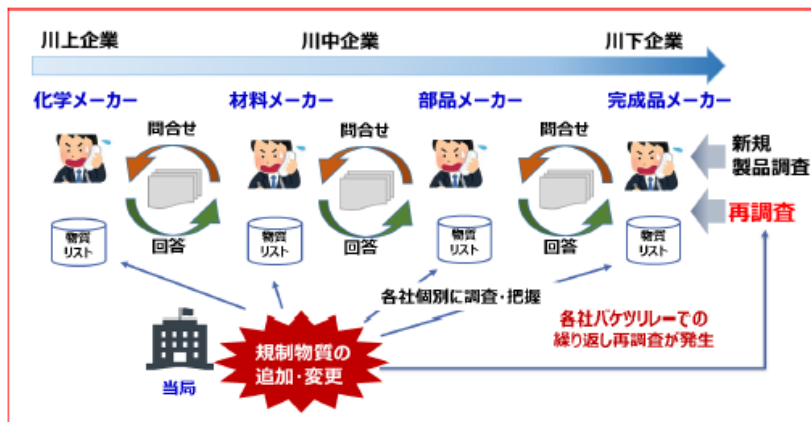 川上企業
川中企業
川下企業
化学メーカー
材料メーカー
部品メーカー
完成品メーカー
問合せ
問合せ
問合せ
新規
製品調査
再調査
回答
回答
回答
物質
リスト
物質
リスト
物質
リスト
物質
リスト
各社個別に調査・把握
各社バケツリレーでの
繰り返し再調査が発生
規制物質の
追加・変更
当局